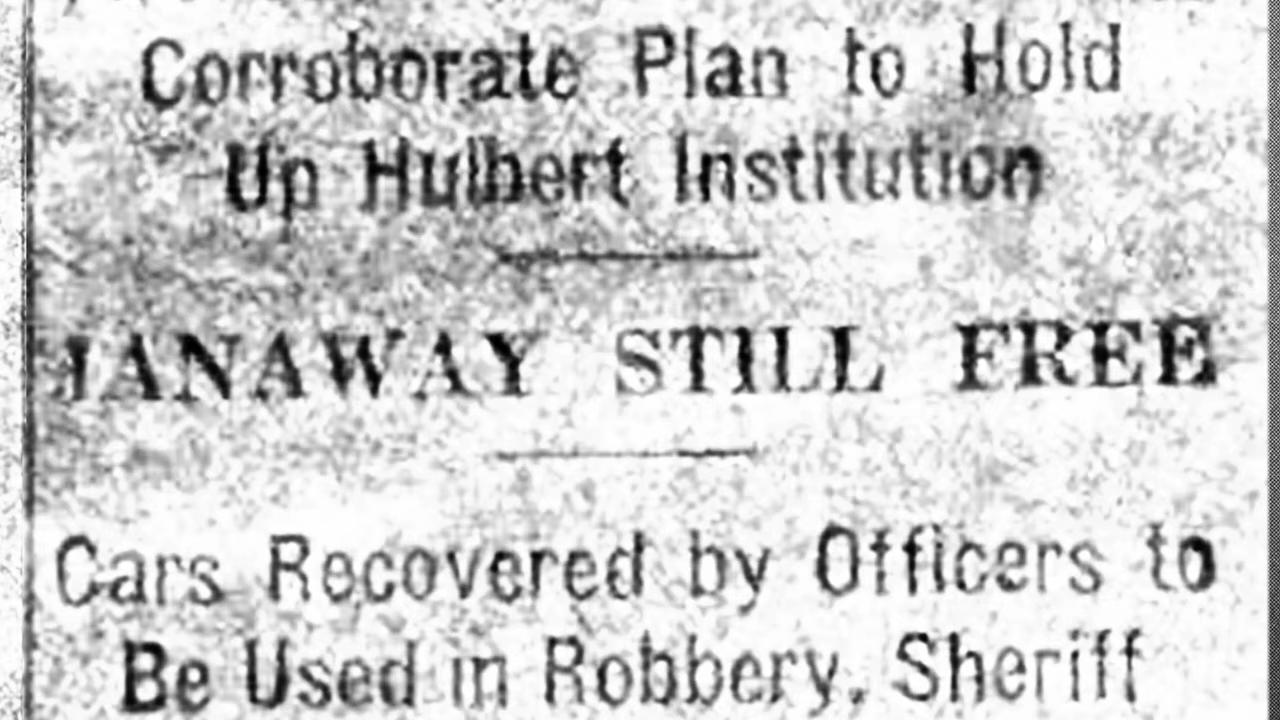 Corroborate Plan to Hold
Up Hulbert Institution
JANAWAY STILL FREE
Cars Recovered by Officers to
Be Used in Robbery, Sheriff